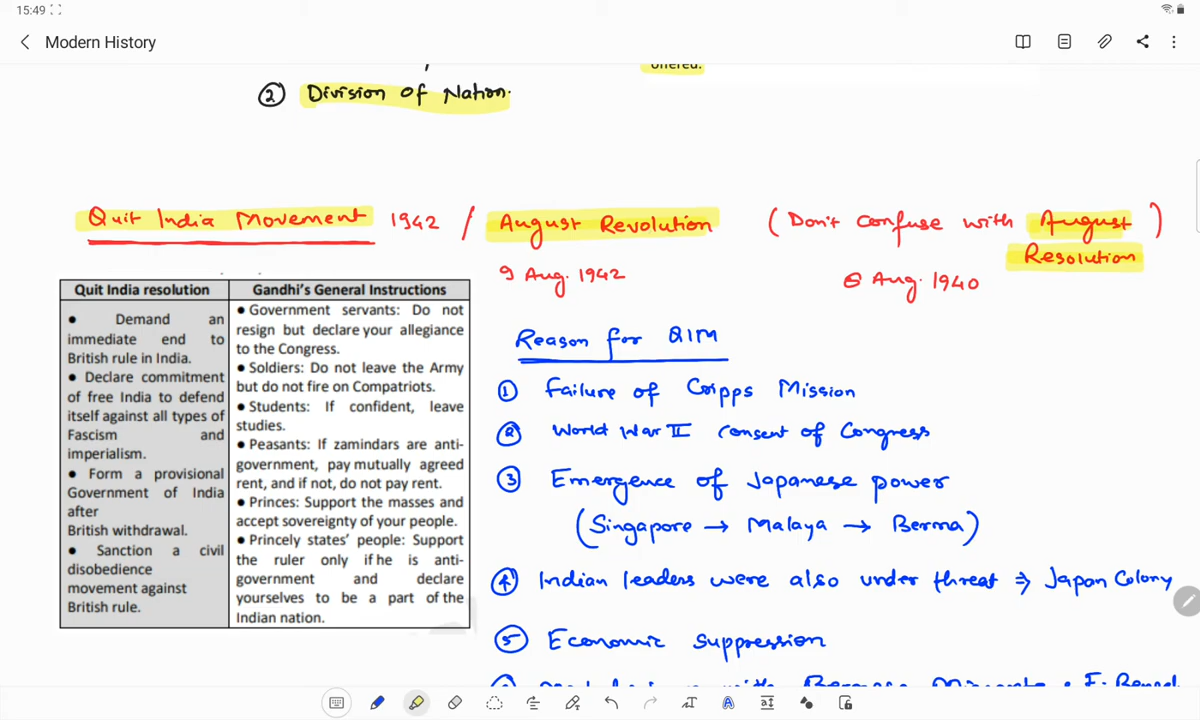 15:49
Modern History
offered.
② Division of Nation.
Quit India Movement 1942 / August Revolution (Don't confuse with August Resolution)
9 Aug. 1942
8 Aug. 1940
Quit India resolution
• Demand an
immediate end to
British rule in India.
• Declare commitment
of free India to defend
itself against all types of
Fascism and
imperialism.
• Form a provisional
Government of India
after
British withdrawal.
• Sanction a civil
disobedience
movement against
British rule.
Gandhi's General Instructions
• Government servants: Do not
resign but declare your allegiance
to the Congress.
• Soldiers: Do not leave the Army
but do not fire on Compatriots.
• Students: If confident, leave
studies.
• Peasants: If zamindars are anti-
government, pay mutually agreed
rent, and if not, do not pay rent.
• Princes: Support the masses and
accept sovereignty of your people.
• Princely states' people: Support
the ruler only if he is anti-
government and declare
yourselves to be a part of the
Indian nation.
Reason for QIM
① Failure of Cripps Mission
② World War II consent of Congress
③ Emergence of Japanese power
(Singapore → Malaya → Berma)
④ Indian leaders were also under threat ⇒ Japan Colony
⑤ Economic suppression